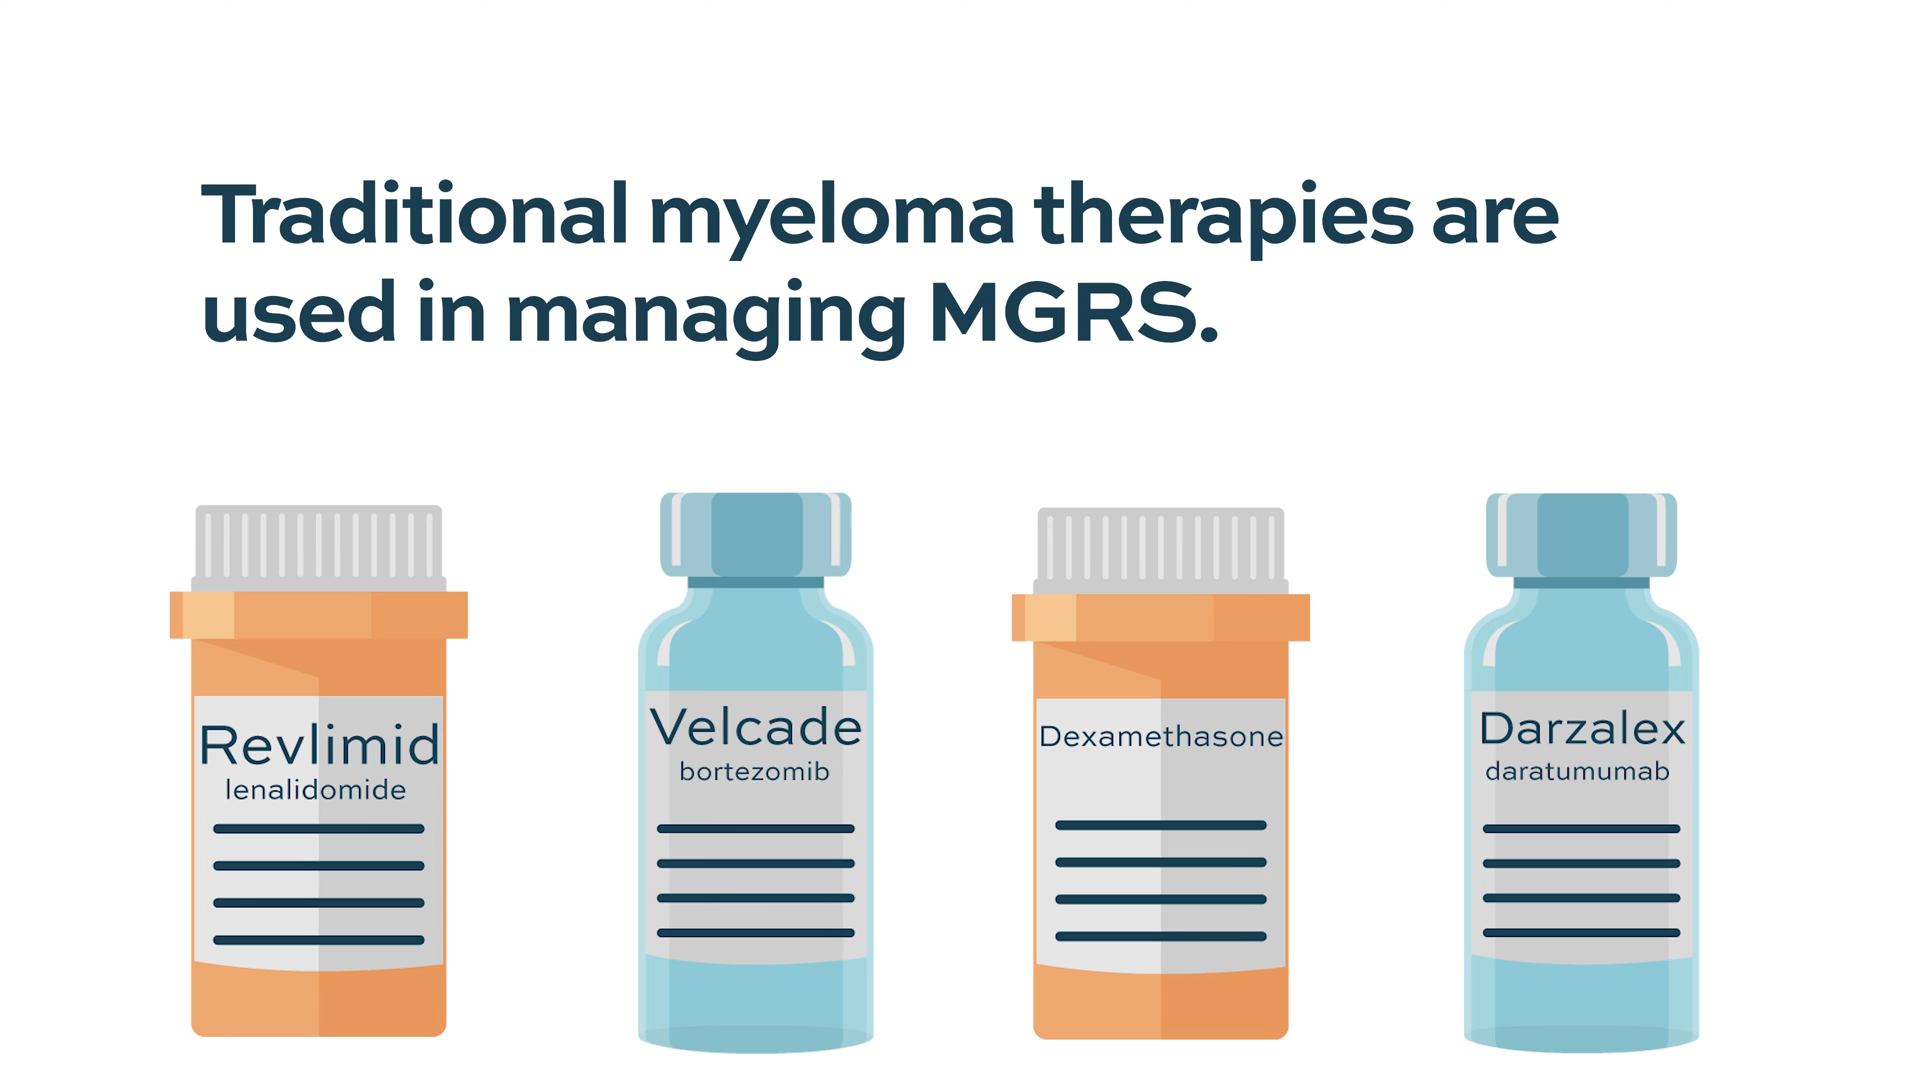 Traditional myeloma therapies are
used in managing MGRS.
Revlimid
lenalidomide
Velcade
bortezomib
Dexamethasone
Darzalex
daratumumab